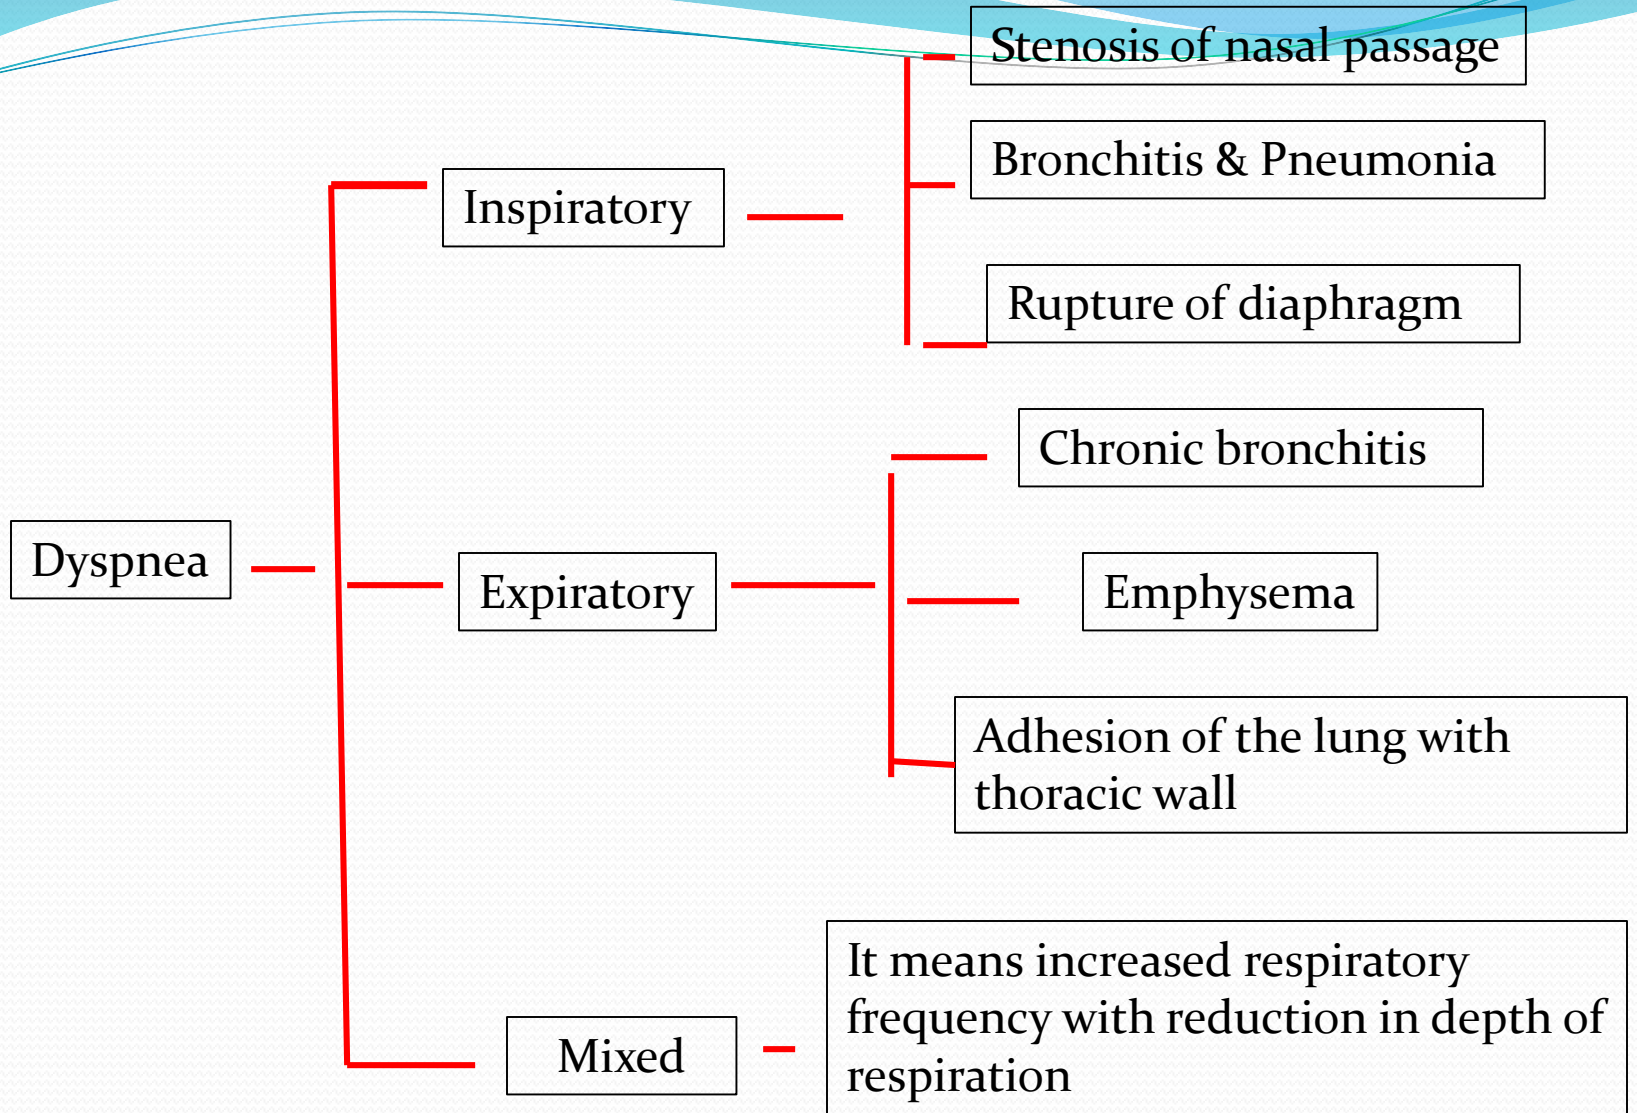 Stenosis of nasal passage
Bronchitis & Pneumonia
Inspiratory
Rupture of diaphragm
Chronic bronchitis
Dyspnea
Expiratory
Emphysema
Adhesion of the lung with
thoracic wall
Mixed
It means increased respiratory
frequency with reduction in depth of
respiration